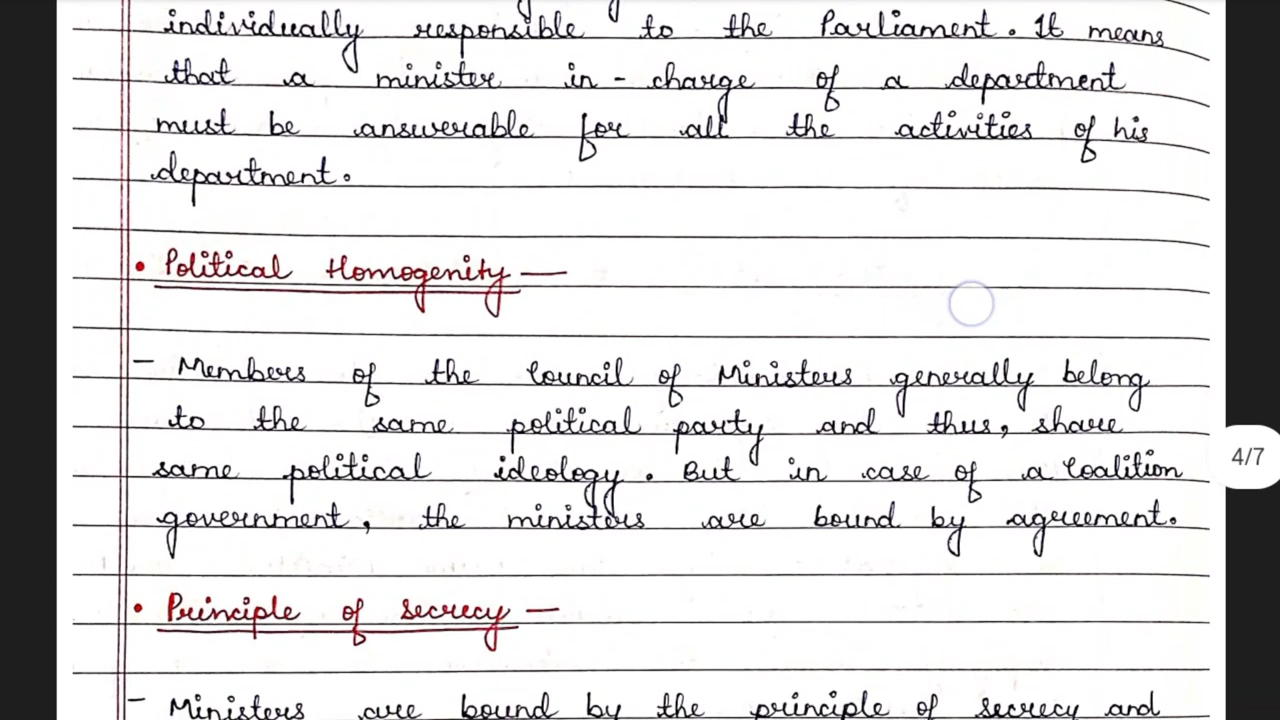 individually responsible to the Parliament. It means
that a minister in - charge of a department
must be answerable for all the activities of his
department.
• Political Homogenity —
- Members of the Council of Ministers generally belong
to the same political party and thus, share
same political ideology. But in case of a Coalition
government, the ministers are bound by agreement.
4/7
• Principle of secrecy —
- Ministers are bound by the principle of secrecy and